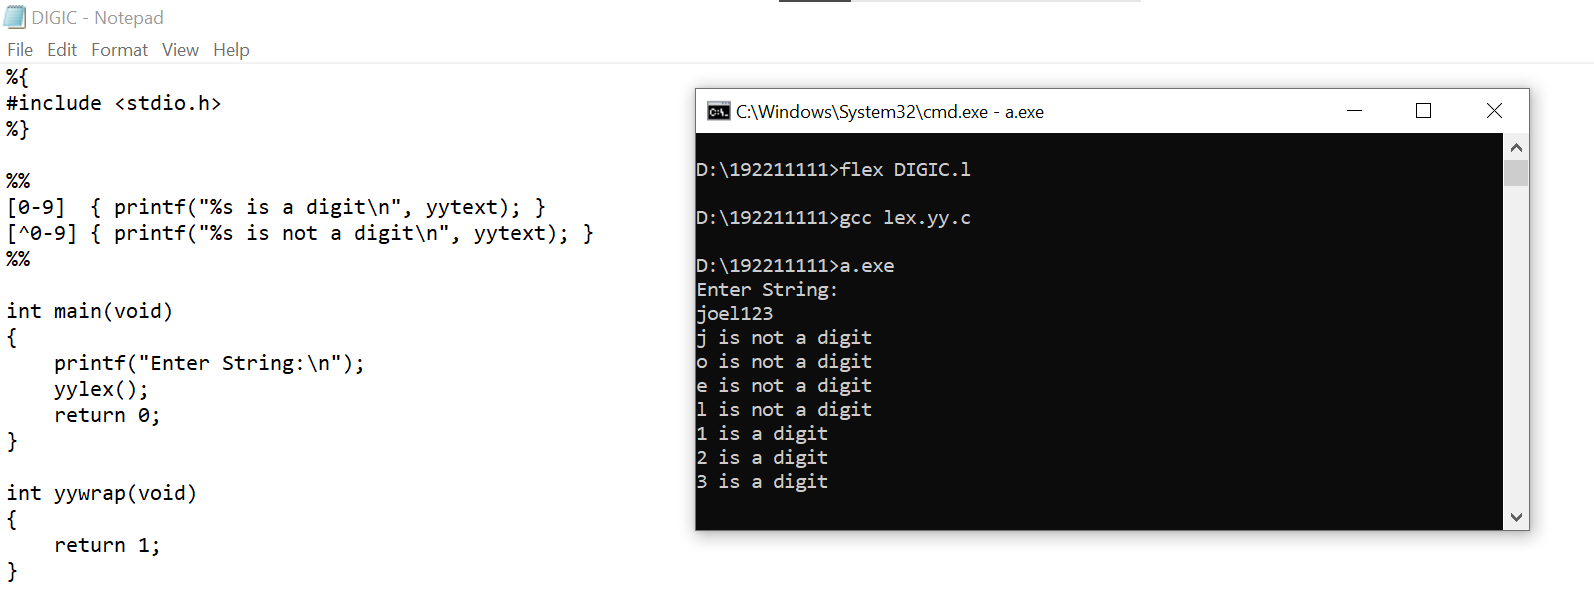 DIGIC - Notepad
File Edit Format View Help
%{
#include <stdio.h>
%}
%%
[0-9]  { printf("%s is a digit\n", yytext); }
[^0-9] { printf("%s is not a digit\n", yytext); }
%%
int main(void)
{
    printf("Enter String:\n");
    yylex();
    return 0;
}
int yywrap(void)
{
    return 1;
}
C:\Windows\System32\cmd.exe - a.exe
D:\192211111>flex DIGIC.l
D:\192211111>gcc lex.yy.c
D:\192211111>a.exe
Enter String:
joel123
j is not a digit
o is not a digit
e is not a digit
l is not a digit
1 is a digit
2 is a digit
3 is a digit